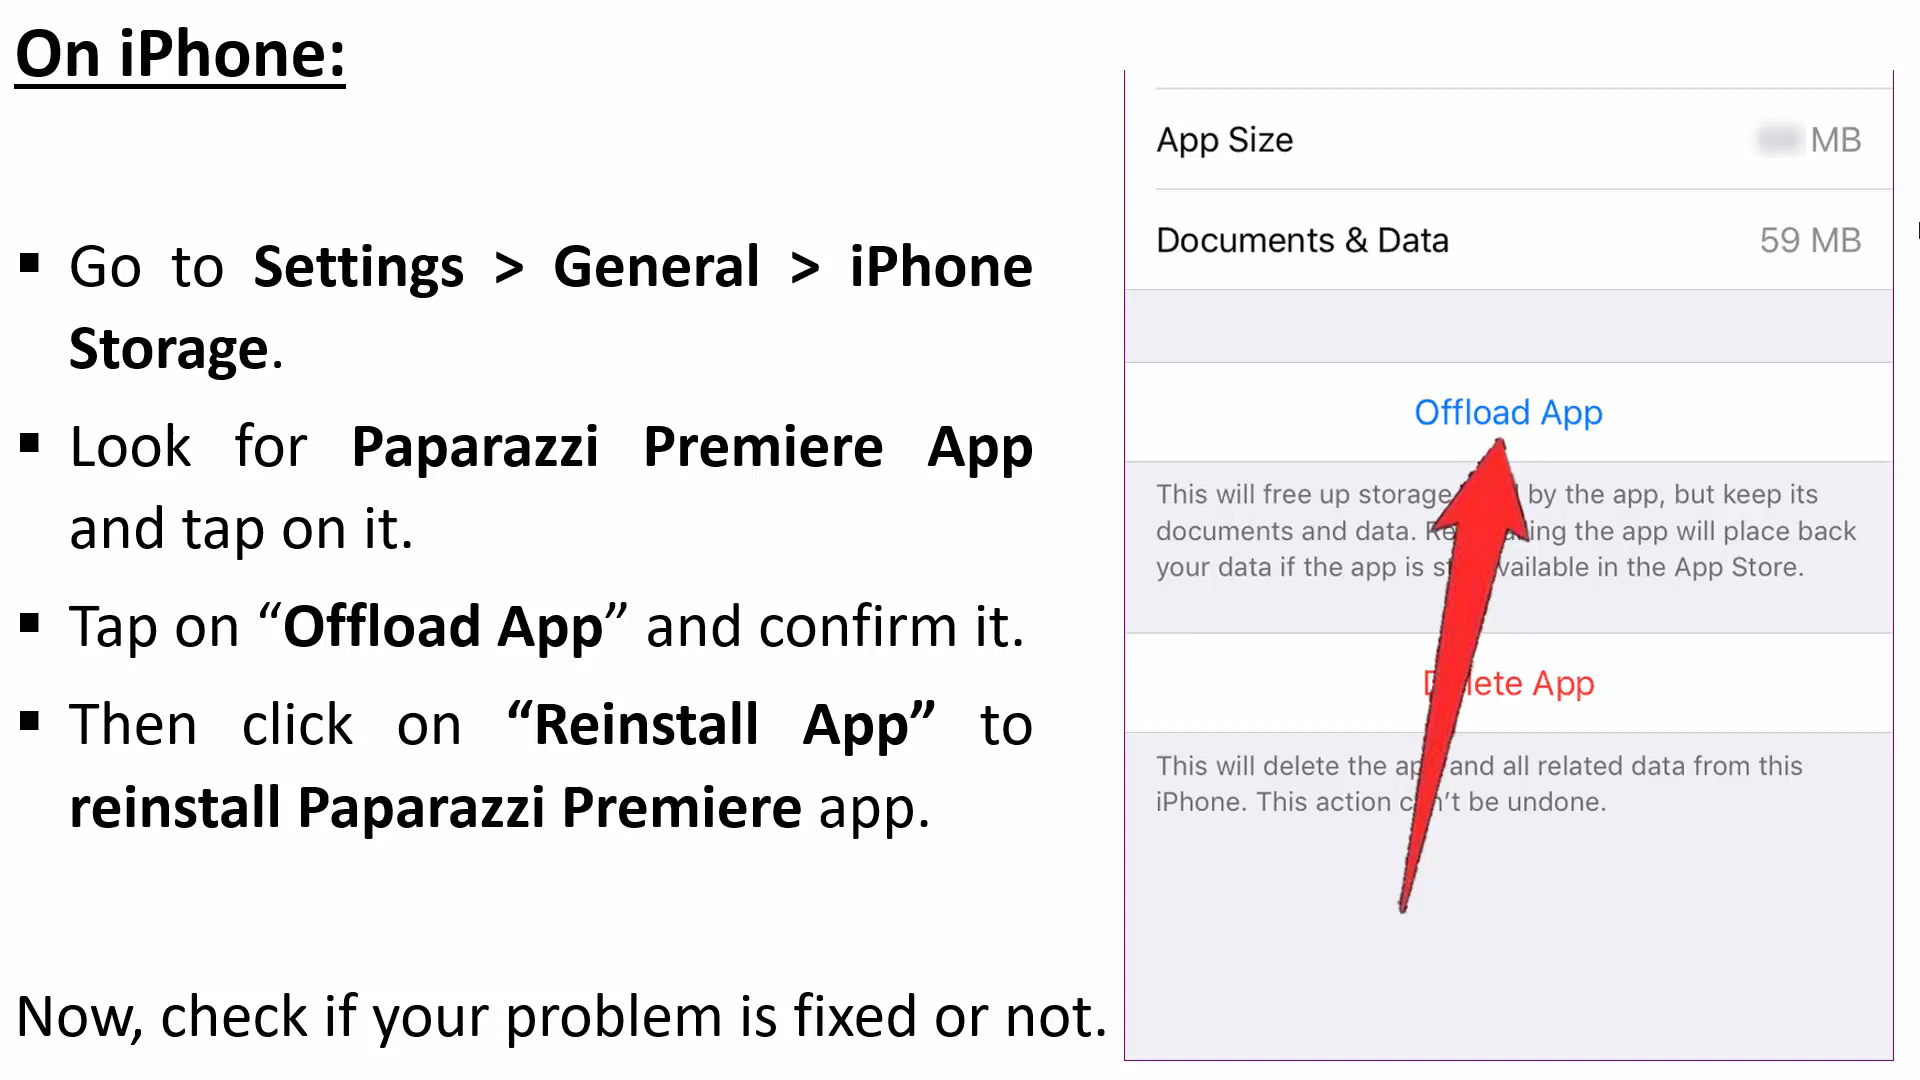 On iPhone:
▪ Go to Settings > General > iPhone
Storage.
▪ Look for Paparazzi Premiere App
and tap on it.
▪ Tap on “Offload App” and confirm it.
▪ Then click on “Reinstall App” to
reinstall Paparazzi Premiere app.
Now, check if your problem is fixed or not.
App Size MB
Documents & Data 59 MB
Offload App
This will free up storage by the app, but keep its
documents and data. the app will place back
your data if the app is available in the App Store.
Delete App
This will delete the app and all related data from this
iPhone. This action can’t be undone.